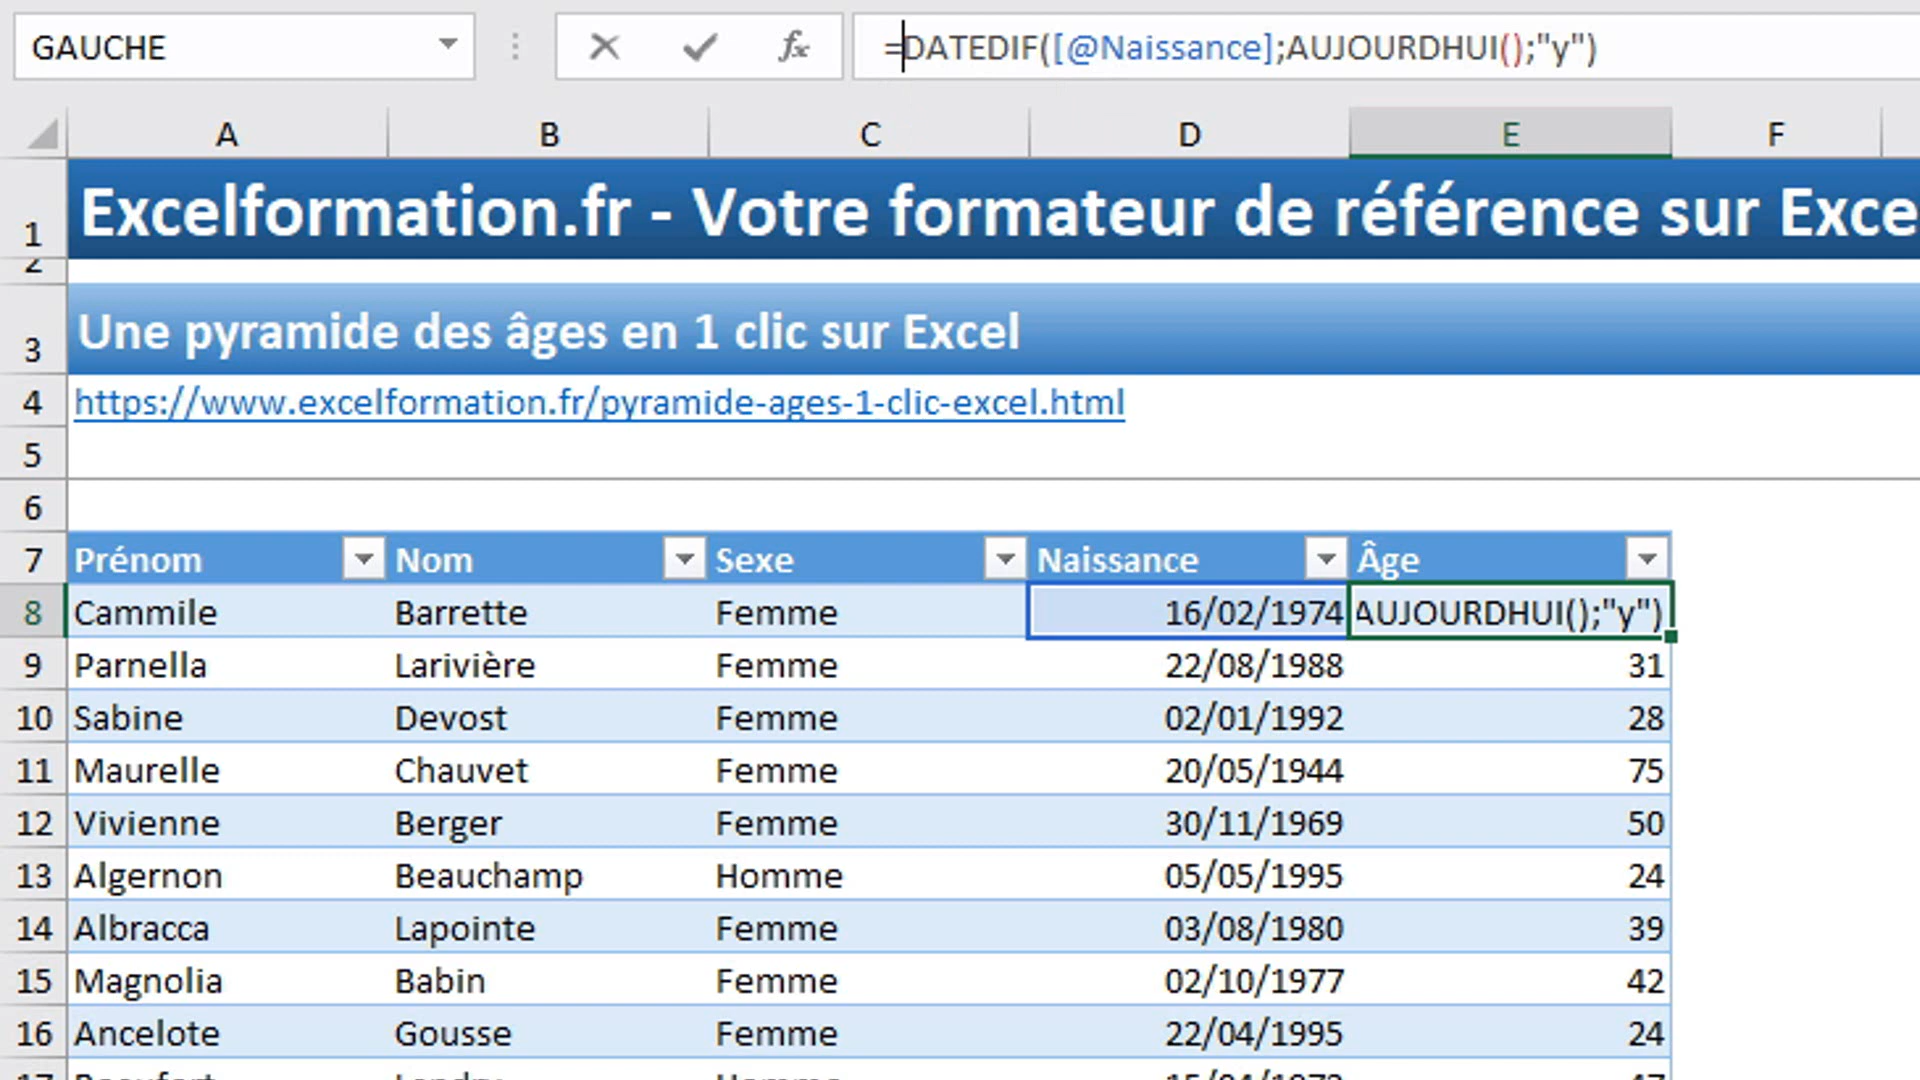 GAUCHE
fx
=DATEDIF([@Naissance];AUJOURDHUI();"y")
A B C D E F
1 Excelformation.fr - Votre formateur de référence sur Exce
2
3 Une pyramide des âges en 1 clic sur Excel
4 https://www.excelformation.fr/pyramide-ages-1-clic-excel.html
5
6
7 Prénom Nom Sexe Naissance Âge
8 Cammile Barrette Femme 16/02/1974 AUJOURDHUI();"y")
9 Parnella Larivière Femme 22/08/1988 31
10 Sabine Devost Femme 02/01/1992 28
11 Maurelle Chauvet Femme 20/05/1944 75
12 Vivienne Berger Femme 30/11/1969 50
13 Algernon Beauchamp Homme 05/05/1995 24
14 Albracca Lapointe Femme 03/08/1980 39
15 Magnolia Babin Femme 02/10/1977 42
16 Ancelote Gousse Femme 22/04/1995 24